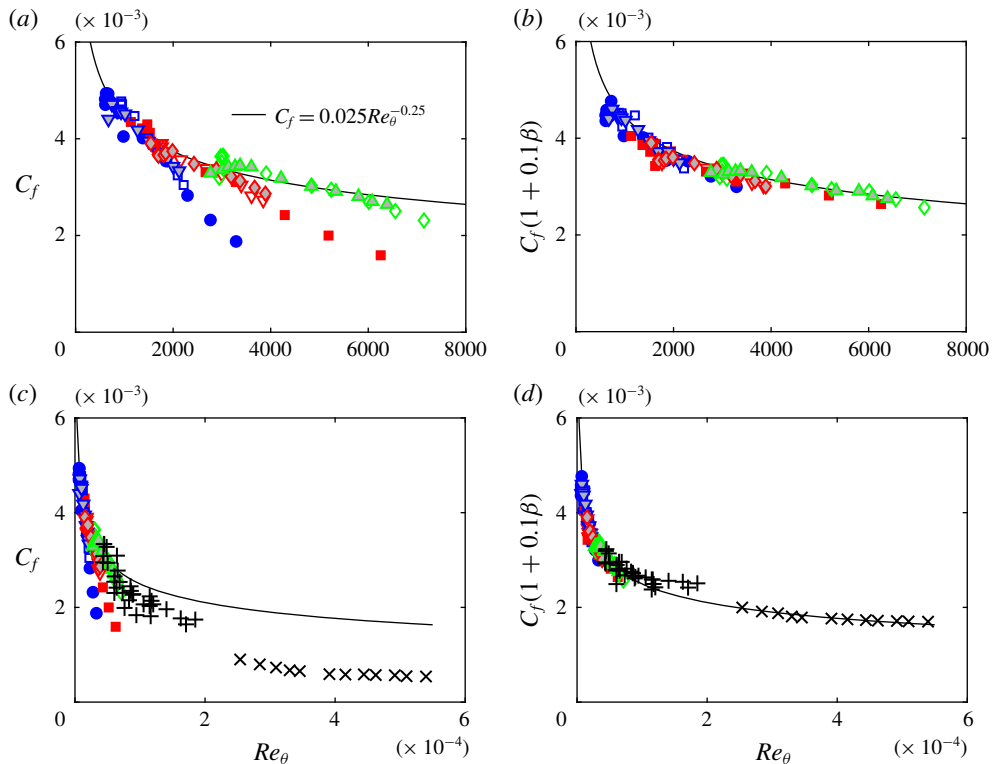 (a) (× 10⁻³)
6
4
2
0
C_f
C_f = 0.025Re_θ^−0.25
2000 4000 6000 8000
(b) (× 10⁻³)
6
4
2
0
C_f(1 + 0.1β)
2000 4000 6000 8000
(c) (× 10⁻³)
6
4
2
0
C_f
2 4 6
Re_θ (× 10⁻⁴)
(d) (× 10⁻³)
6
4
2
0
C_f(1 + 0.1β)
2 4 6
Re_θ (× 10⁻⁴)